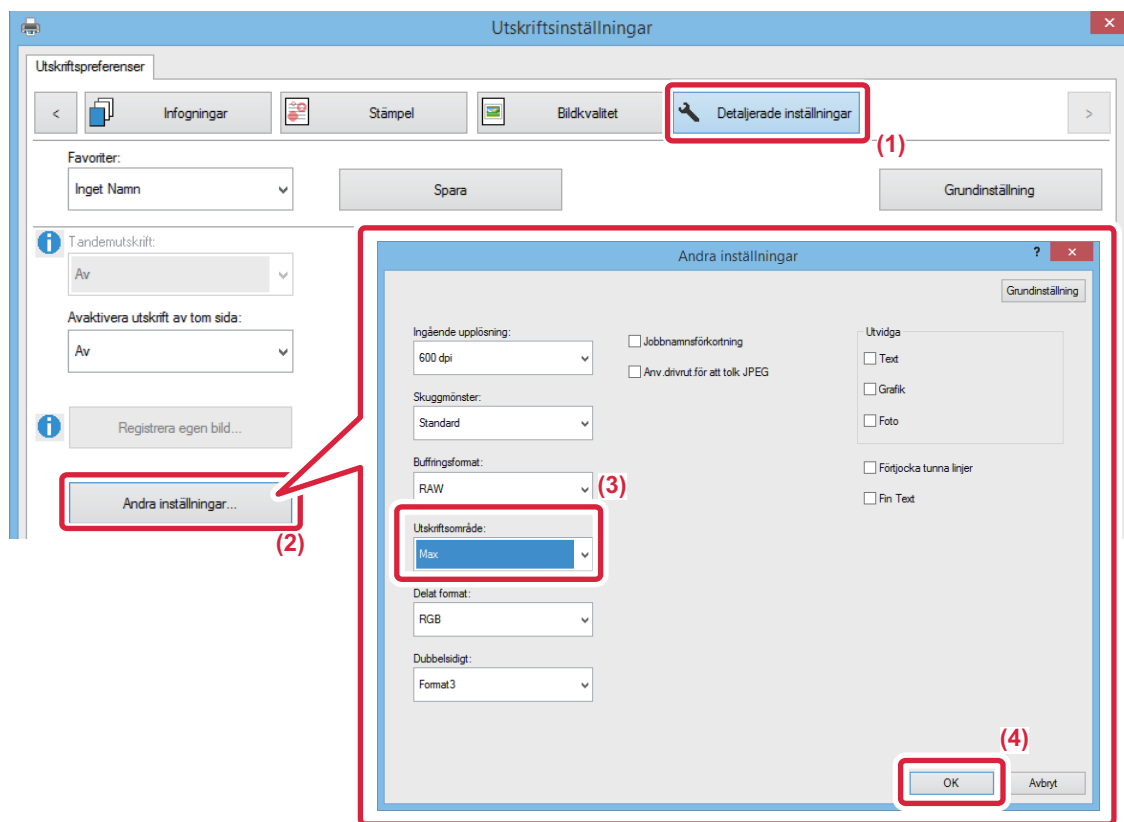 Utskriftsinställningar
Utskriftspreferenser
<
Infogningar
Stämpel
Bildkvalitet
Detaljerade inställningar
>
(1)
Favoriter:
Inget Namn
Spara
Grundinställning
Tandemutskrift:
Av
Avaktivera utskrift av tom sida:
Av
Registrera egen bild...
Andra inställningar...
(2)
Andra inställningar
?
Grundinställning
Ingående upplösning:
600 dpi
Skuggmönster:
Standard
Buffringsformat:
RAW
(3)
Utskriftsområde:
Max
Delat format:
RGB
Dubbelsidigt:
Format3
Jobbnamnsförkortning
Anv.drivrut.för att tolk JPEG
Utvidga
Text
Grafik
Foto
Förtjocka tunna linjer
Fin Text
(4)
OK
Avbryt